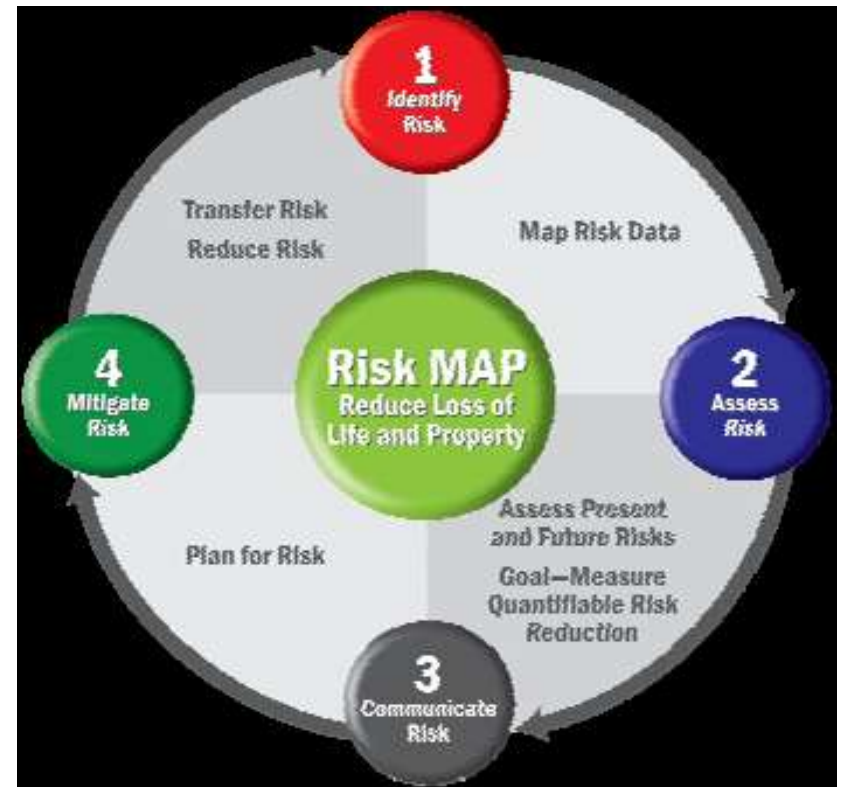 1
Identify
Risk
Transfer Risk
Reduce Risk
Map Risk Data
4
Mitigate
Risk
Risk MAP
Reduce Loss of
Life and Property
2
Assess
Risk
Plan for Risk
Assess Present
and Future Risks
Goal—Measure
Quantifiable Risk
Reduction
3
Communicate
Risk